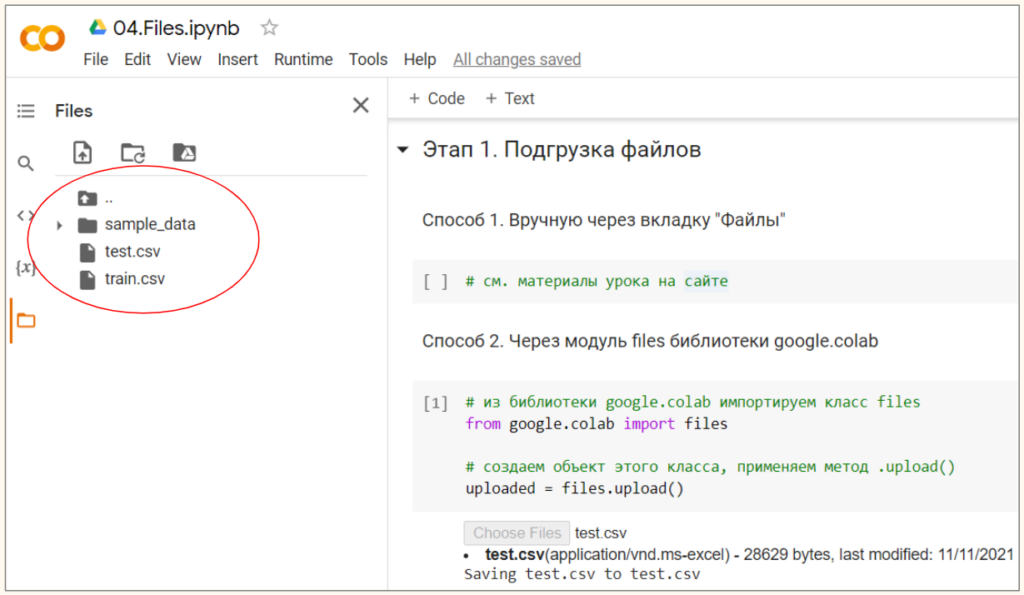 04.Files.ipynb
File Edit View Insert Runtime Tools Help All changes saved
Files
+ Code + Text
..
sample_data
test.csv
train.csv
{x}
Этап 1. Подгрузка файлов
Способ 1. Вручную через вкладку "Файлы"
[ ] # см. материалы урока на сайте
Способ 2. Через модуль files библиотеки google.colab
[1] # из библиотеки google.colab импортируем класс files
from google.colab import files
# создаем объект этого класса, применяем метод .upload()
uploaded = files.upload()
Choose Files test.csv
• test.csv(application/vnd.ms-excel) - 28629 bytes, last modified: 11/11/2021
Saving test.csv to test.csv